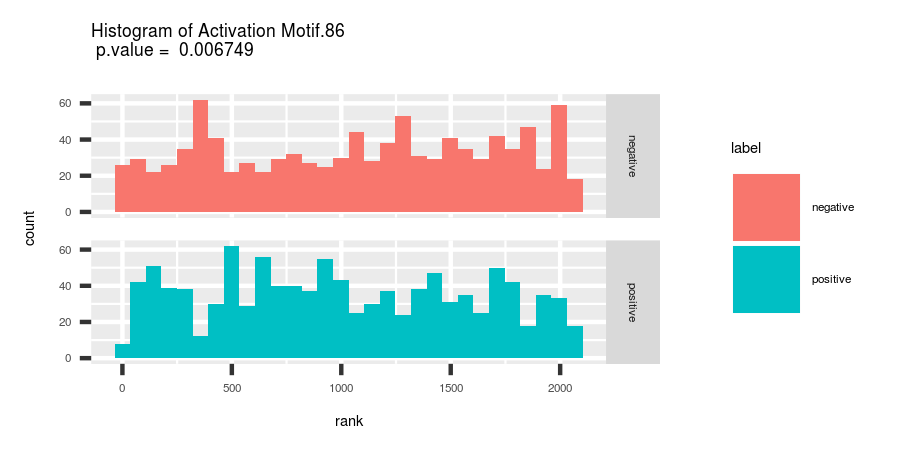 Histogram of Activation Motif.86
p.value = 0.006749
count
60
40
20
0
negative
60
40
20
0
positive
0
500
1000
1500
2000
rank
label
negative
positive